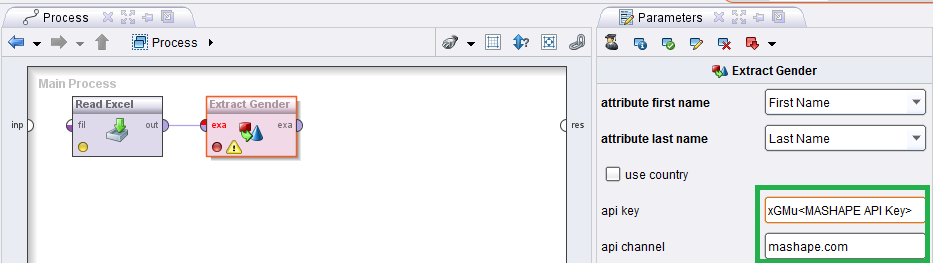 Process
Parameters
Process
Main Process
Extract Gender
Read Excel
Extract Gender
attribute first name
First Name
inp
fil
out
exa
exa
res
attribute last name
Last Name
use country
api key
xGMu<MASHAPE API Key>
api channel
mashape.com